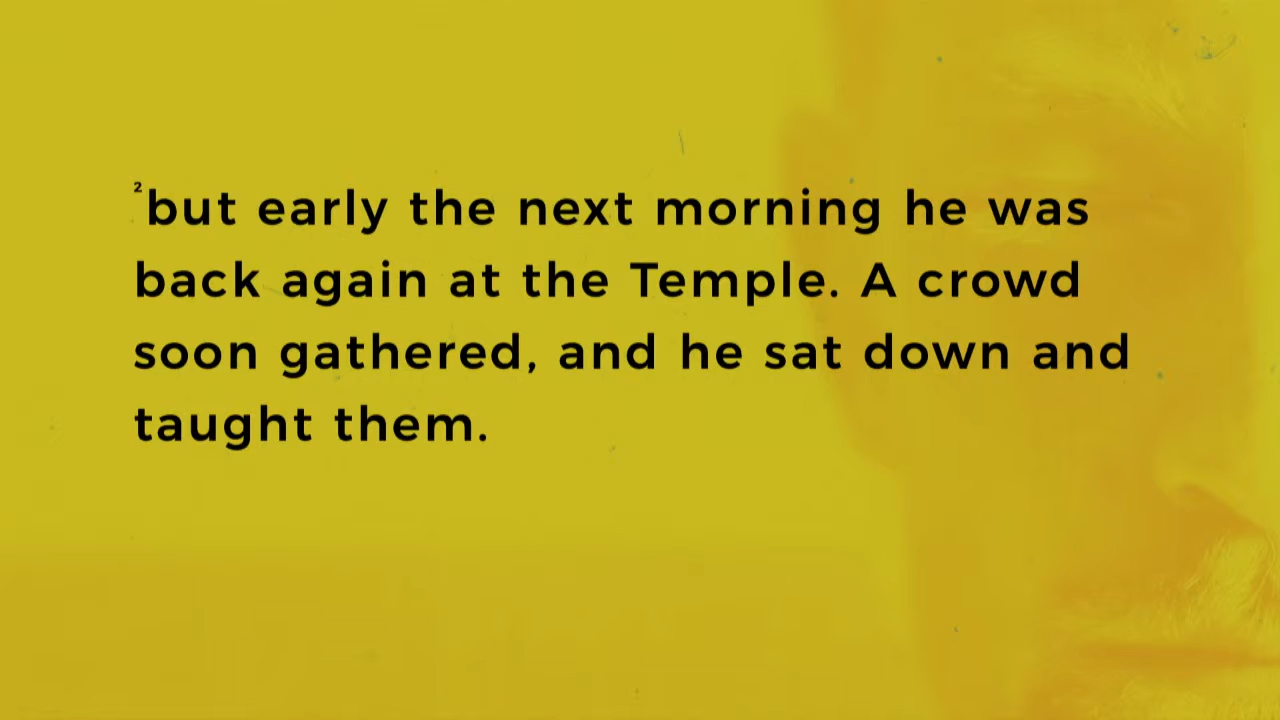 ²but early the next morning he was
back again at the Temple. A crowd
soon gathered, and he sat down and
taught them.